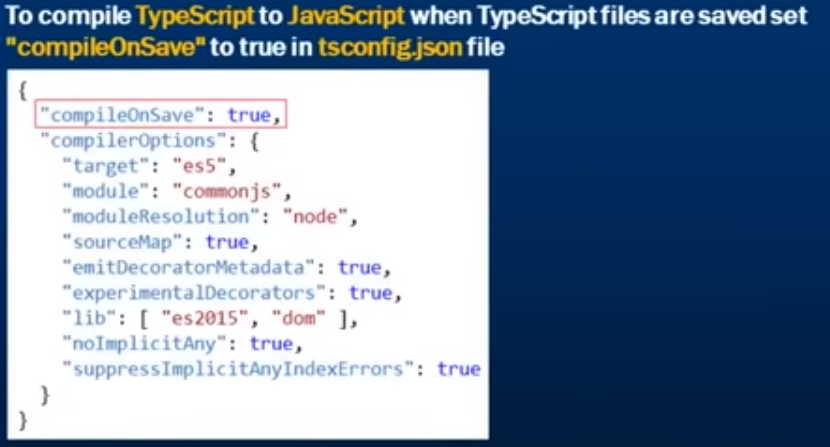 To compile TypeScript to JavaScript when TypeScript files are saved set
"compileOnSave" to true in tsconfig.json file
{
"compileOnSave": true,
"compilerOptions": {
"target": "es5",
"module": "commonjs",
"moduleResolution": "node",
"sourceMap": true,
"emitDecoratorMetadata": true,
"experimentalDecorators": true,
"lib": [ "es2015", "dom" ],
"noImplicitAny": true,
"suppressImplicitAnyIndexErrors": true
}
}